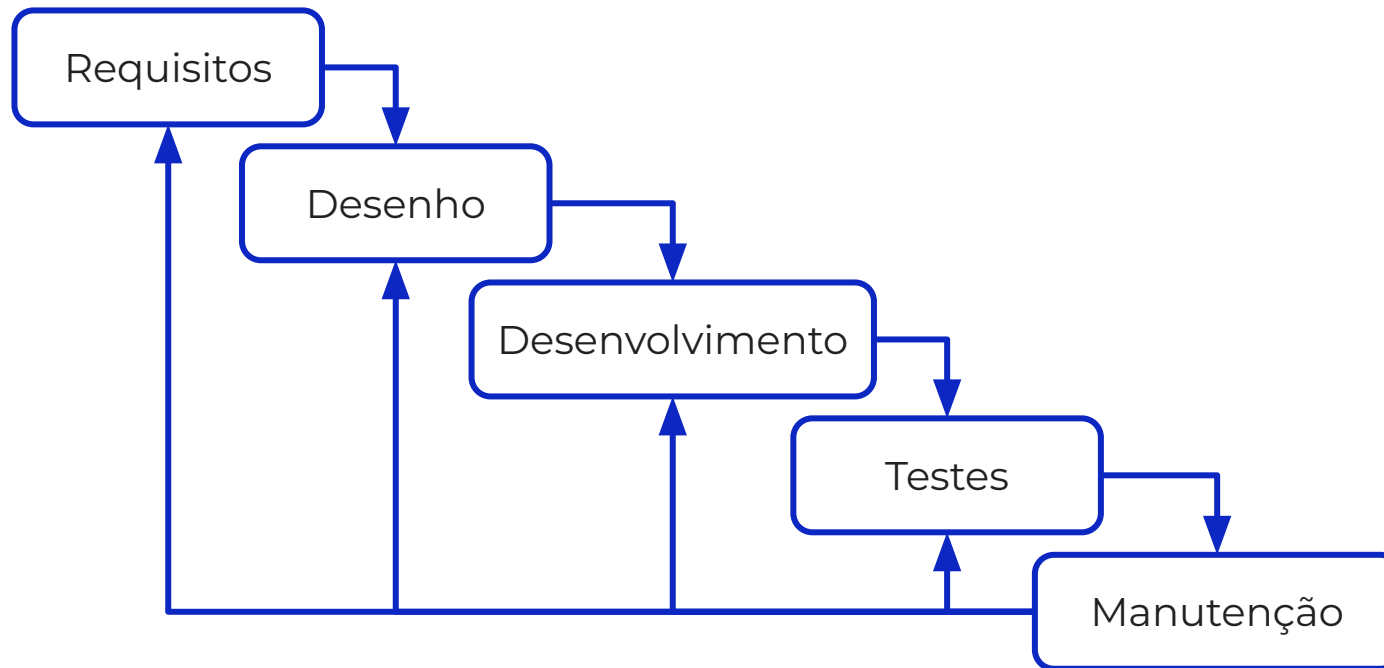 Requisitos
Desenho
Desenvolvimento
Testes
Manutenção